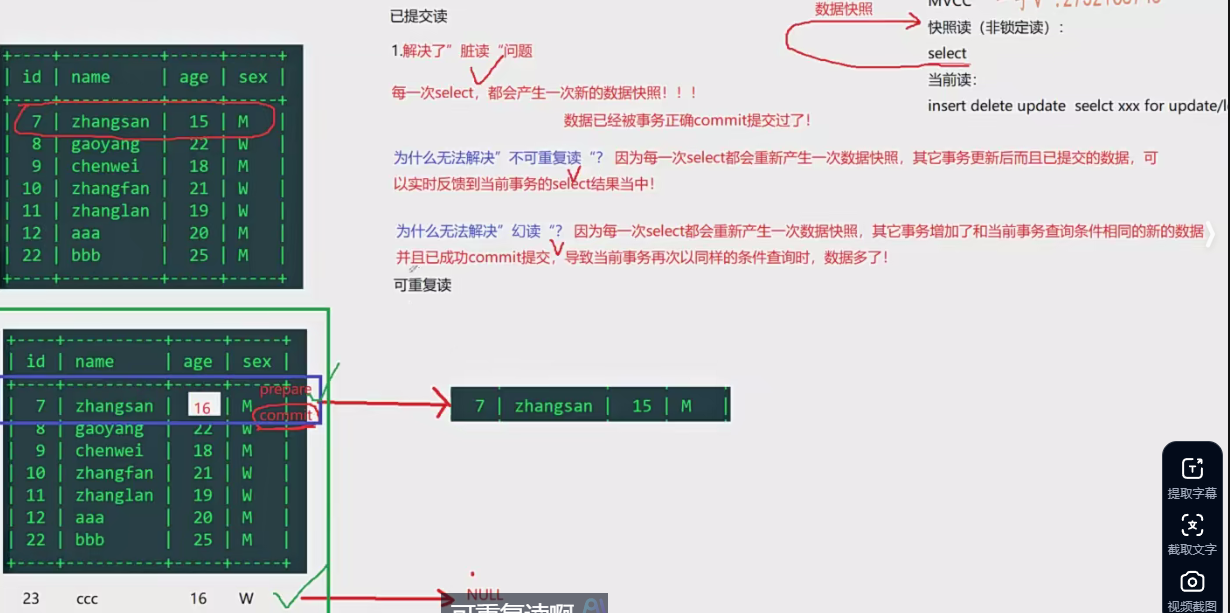 已提交读
1.解决了”脏读“问题
每一次select，都会产生一次新的数据快照！！！
数据已经被事务正确commit提交过了！
为什么无法解决”不可重复读“？ 因为每一次select都会重新产生一次数据快照，其它事务更新后而且已提交的数据，可
以实时反馈到当前事务的select结果当中！
为什么无法解决”幻读“？ 因为每一次select都会重新产生一次数据快照，其它事务增加了和当前事务查询条件相同的新的数据
并且已成功commit提交，导致当前事务再次以同样的条件查询时，数据多了！
可重复读
数据快照
MVCC
快照读（非锁定读）：
select
当前读：
insert delete update seelct xxx for update/l
| id | name | age | sex |
| 7 | zhangsan | 15 | M |
| 8 | gaoyang | 22 | W |
| 9 | chenwei | 18 | M |
| 10 | zhangfan | 21 | W |
| 11 | zhanglan | 19 | W |
| 12 | aaa | 20 | M |
| 22 | bbb | 25 | M |
| id | name | age | sex |
prepare
| 7 | zhangsan | 16 | M
commit
| 8 | gaoyang | 22 | W |
| 9 | chenwei | 18 | M |
| 10 | zhangfan | 21 | W |
| 11 | zhanglan | 19 | W |
| 12 | aaa | 20 | M |
| 22 | bbb | 25 | M |
23 ccc 16 W
7 | zhangsan | 15 | M |
NULL
可重复读啊
提取字幕
截取文字
视频截图